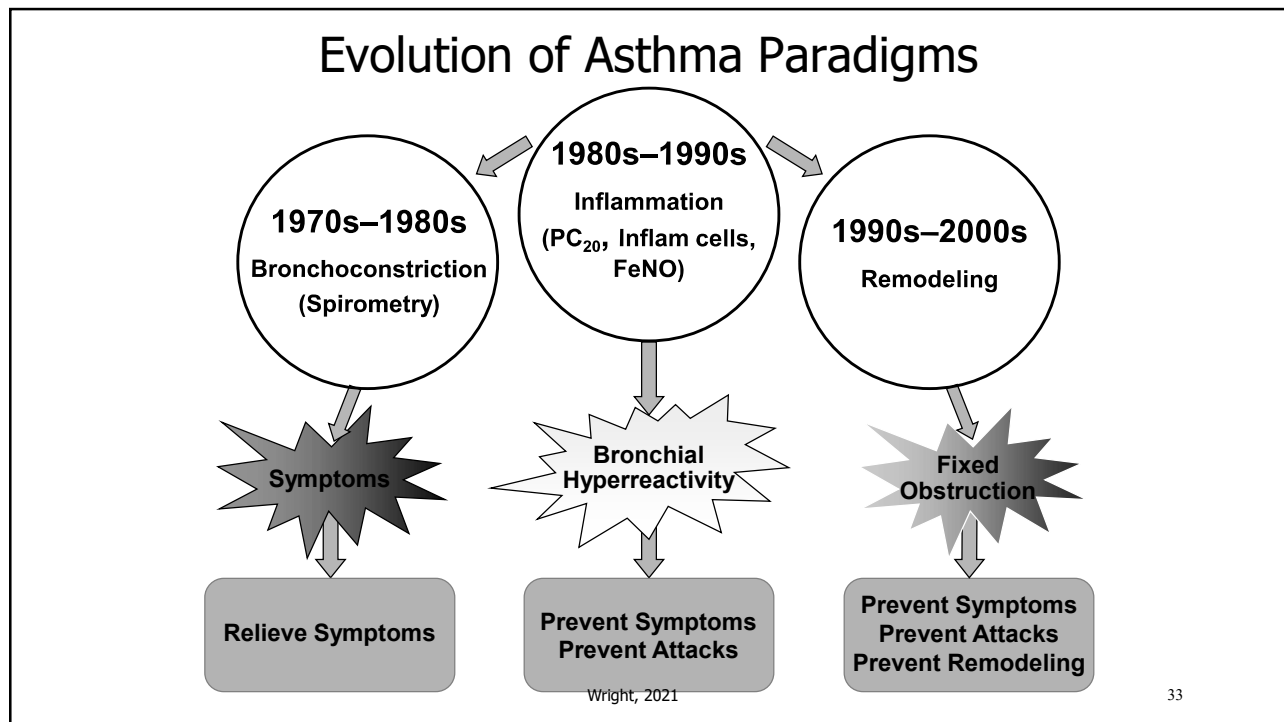 Evolution of Asthma Paradigms
1970s–1980s
Bronchoconstriction
(Spirometry)
1980s–1990s
Inflammation
(PC20, Inflam cells,
FeNO)
1990s–2000s
Remodeling
Symptoms
Bronchial
Hyperreactivity
Fixed
Obstruction
Relieve Symptoms
Prevent Symptoms
Prevent Attacks
Prevent Symptoms
Prevent Attacks
Prevent Remodeling
Wright, 2021
33